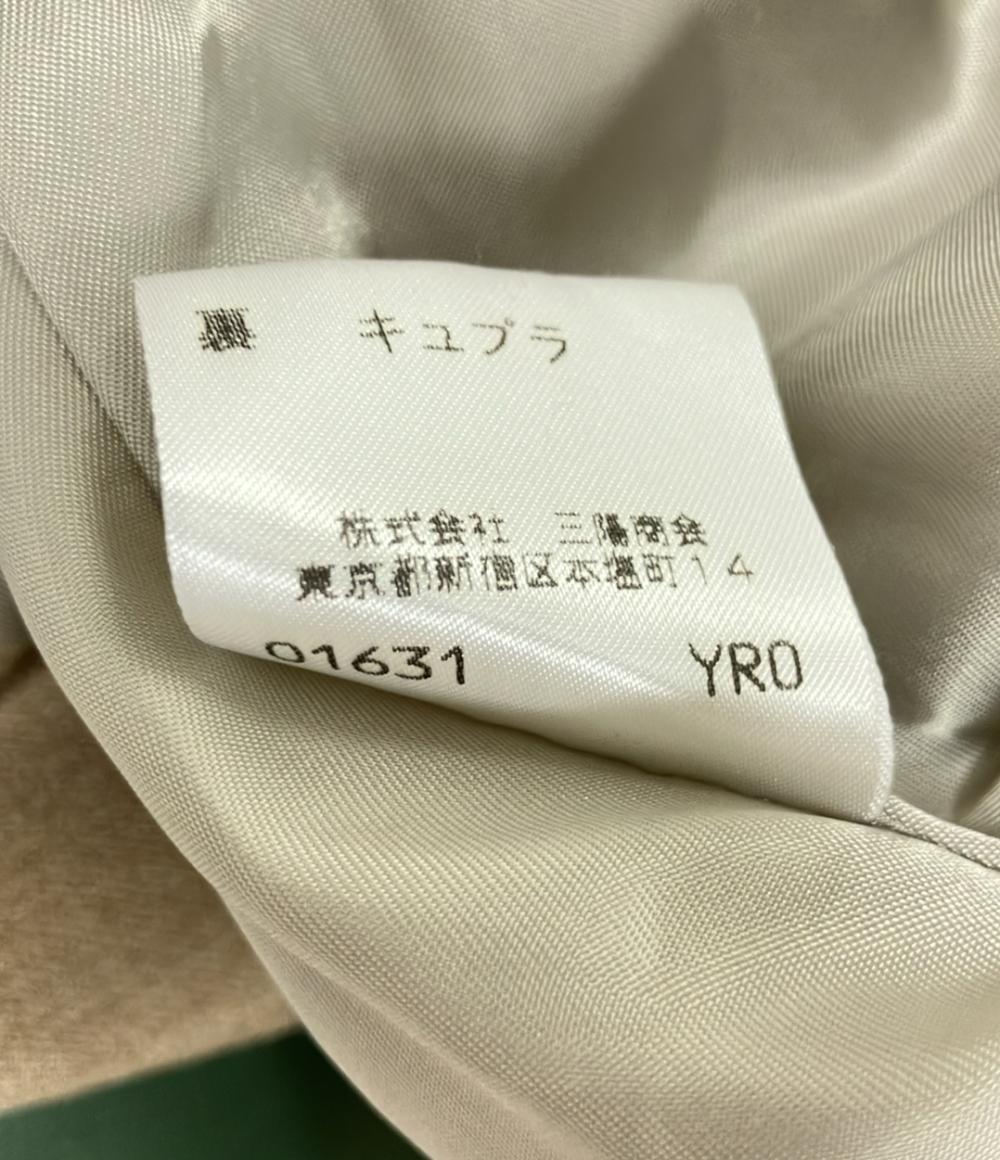 裏 キュプラ
株式会社 三陽商会
東京都新宿区本塩町14
01631 YRO